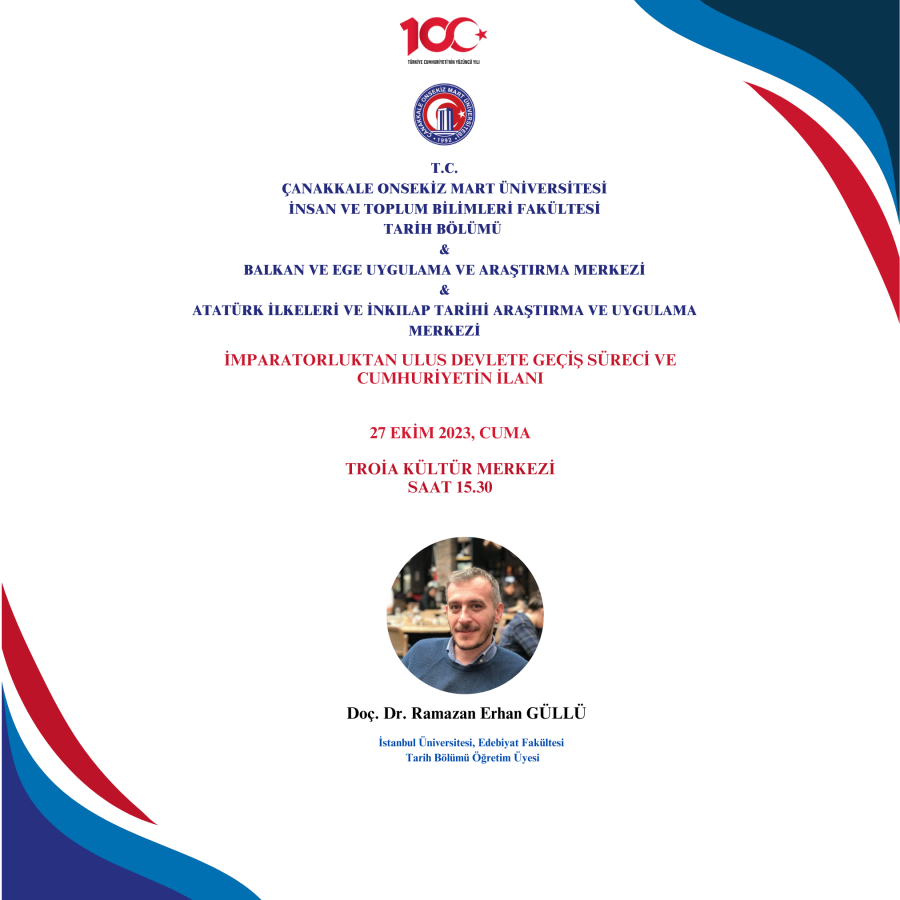 100
TÜRKİYE CUMHURİYETİ'NİN YÜZÜNCÜ YILI
ÇANAKKALE ONSEKİZ MART ÜNİVERSİTESİ
• 1992 •
T.C.
ÇANAKKALE ONSEKİZ MART ÜNİVERSİTESİ
İNSAN VE TOPLUM BİLİMLERİ FAKÜLTESİ
TARİH BÖLÜMÜ
&
BALKAN VE EGE UYGULAMA VE ARAŞTIRMA MERKEZİ
&
ATATÜRK İLKELERİ VE İNKILAP TARİHİ ARAŞTIRMA VE UYGULAMA
MERKEZİ
İMPARATORLUKTAN ULUS DEVLETE GEÇİŞ SÜRECİ VE
CUMHURİYETİN İLANI
27 EKİM 2023, CUMA
TROİA KÜLTÜR MERKEZİ
SAAT 15.30
Doç. Dr. Ramazan Erhan GÜLLÜ
İstanbul Üniversitesi, Edebiyat Fakültesi
Tarih Bölümü Öğretim Üyesi